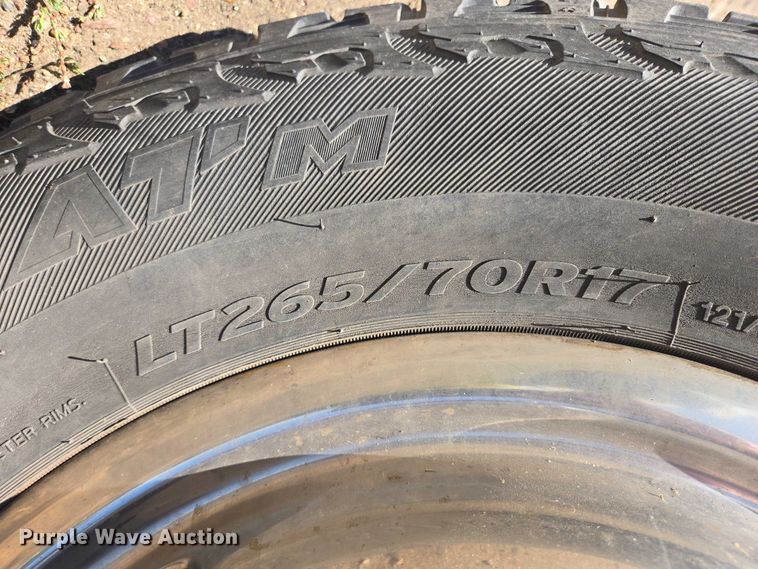 AT'M
LT265/70R17
121/
TER RIMS.
Purple Wave Auction